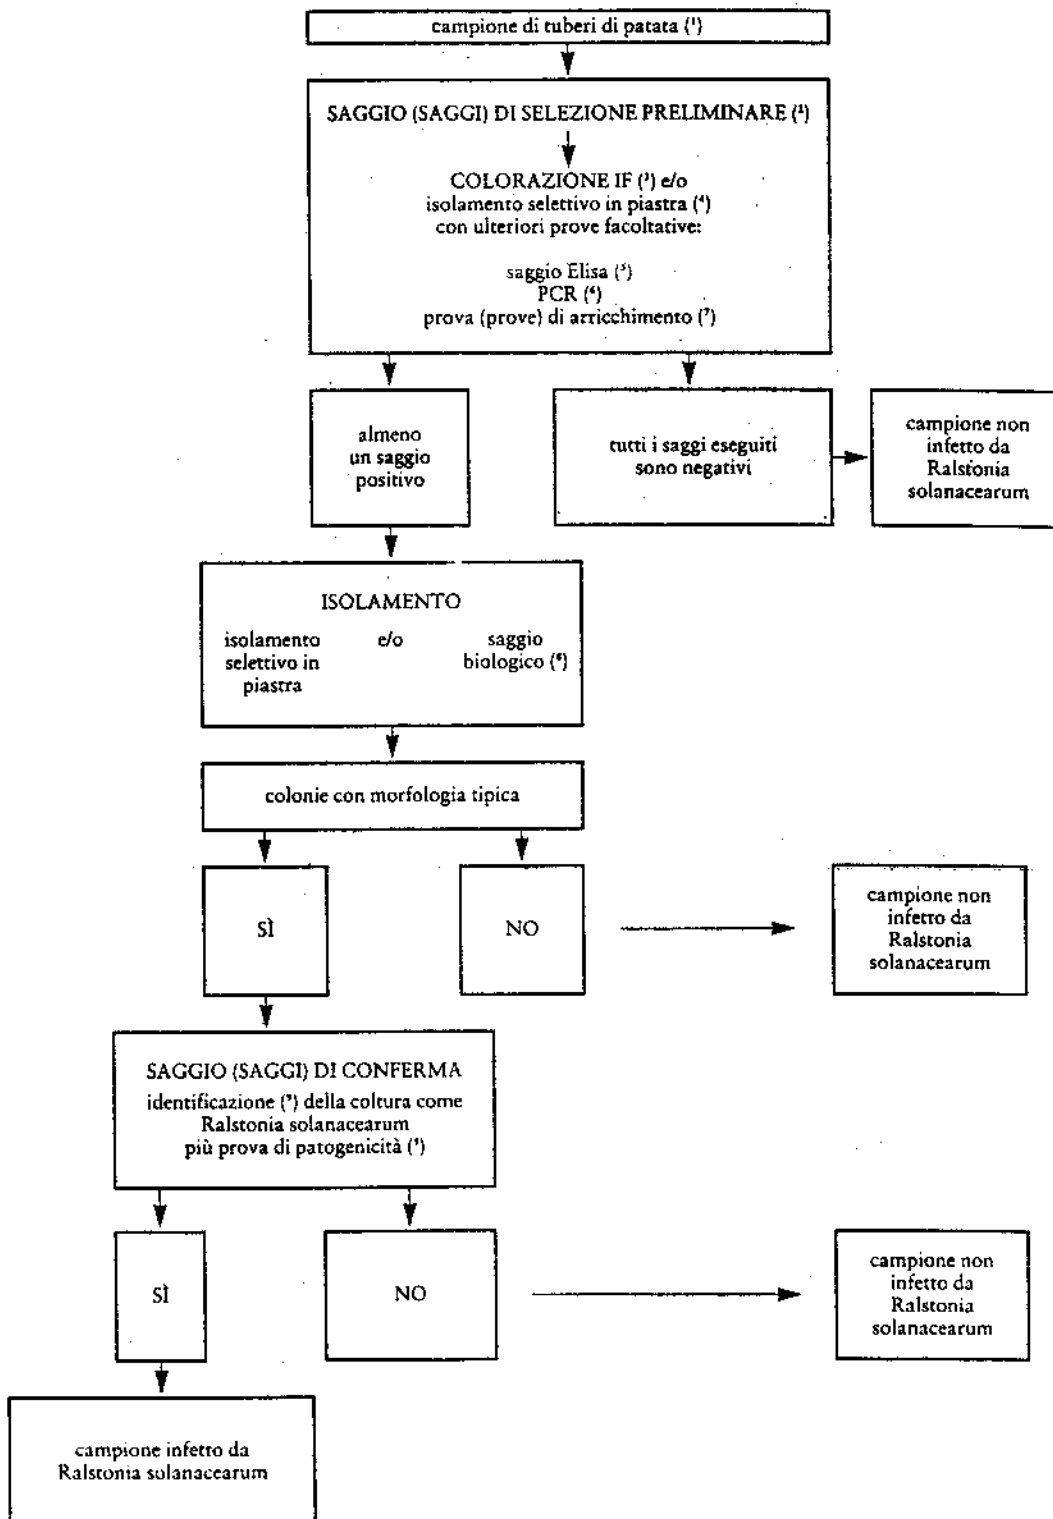 campione di tuberi di patata (¹)
SAGGIO (SAGGI) DI SELEZIONE PRELIMINARE (²)
COLORAZIONE IF (³) e/o
isolamento selettivo in piastra (⁴)
con ulteriori prove facoltative:
saggio Elisa (⁵)
PCR (⁶)
prova (prove) di arricchimento (⁷)
almeno
un saggio
positivo
tutti i saggi eseguiti
sono negativi
campione non
infetto da
Ralstonia
solanacearum
ISOLAMENTO
isolamento
selettivo in
piastra
e/o
saggio
biologico (⁸)
colonie con morfologia tipica
SÌ
NO
campione non
infetto da
Ralstonia
solanacearum
SAGGIO (SAGGI) DI CONFERMA
identificazione (⁹) della coltura come
Ralstonia solanacearum
più prova di patogenicità (⁹)
SÌ
NO
campione non
infetto da
Ralstonia
solanacearum
campione infetto da
Ralstonia solanacearum